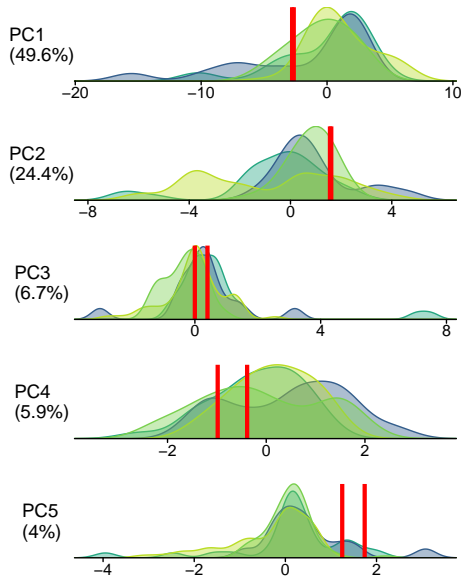 PC1
(49.6%)
−20 −10 0 10
PC2
(24.4%)
−8 −4 0 4
PC3
(6.7%)
0 4 8
PC4
(5.9%)
−2 0 2
PC5
(4%)
−4 −2 0 2